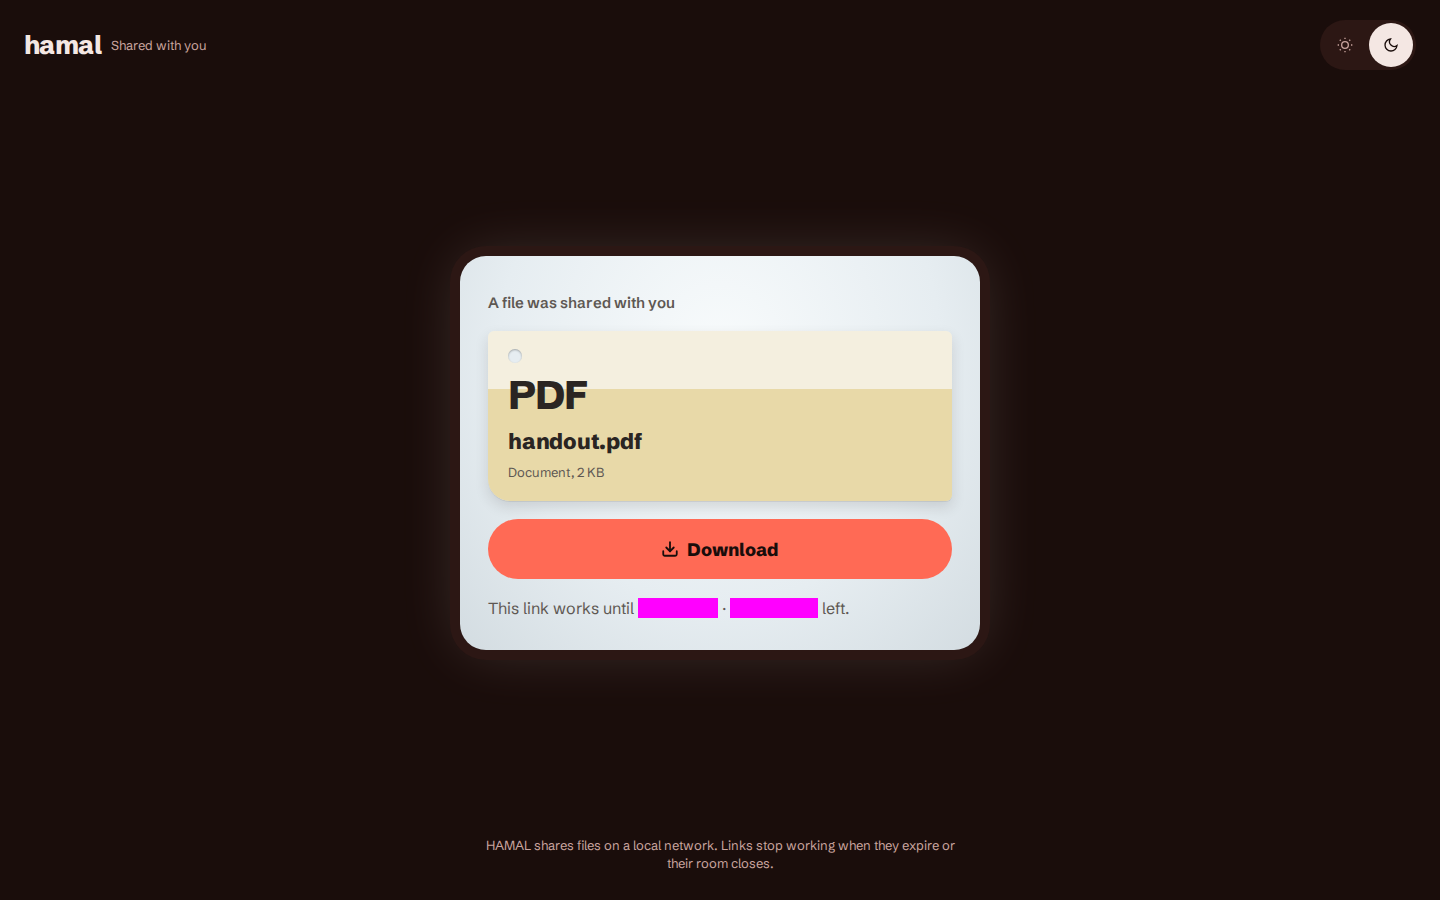 hamal Shared with you
A file was shared with you
PDF
handout.pdf
Document, 2 KB
Download
This link works until · left.
HAMAL shares files on a local network. Links stop working when they expire or
their room closes.